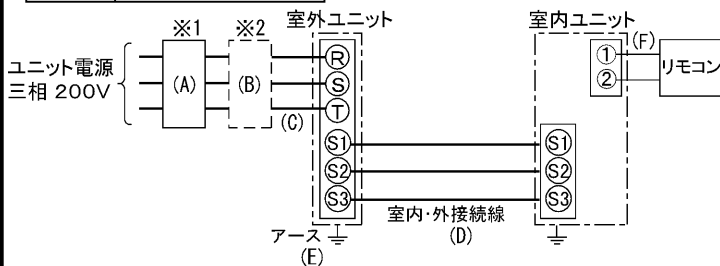 室外ユニット
室内ユニット
※1
※2
ユニット電源
三相 200V
(A)
(B)
(C)
R
S
T
S1
S2
S3
室内・外接続線
(D)
アース
(E)
S1
S2
S3
①
②
(F)
リモコン